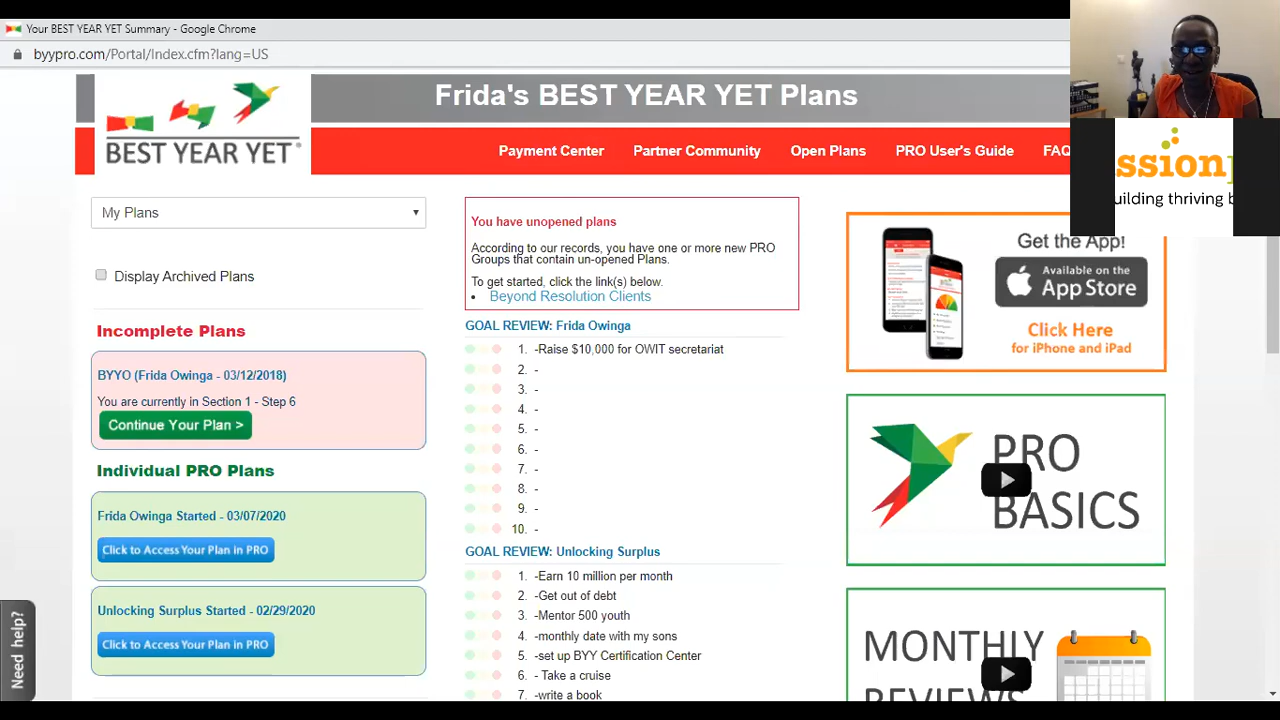 Your BEST YEAR YET Summary - Google Chrome
byypro.com/Portal/Index.cfm?lang=US
Frida's BEST YEAR YET Plans
BEST YEAR YET®
Payment Center
Partner Community
Open Plans
PRO User's Guide
FAQ
ssion
uilding thriving b
My Plans
Display Archived Plans
Incomplete Plans
BYYO (Frida Owinga - 03/12/2018)
You are currently in Section 1 - Step 6
Continue Your Plan >
Individual PRO Plans
Frida Owinga Started - 03/07/2020
Click to Access Your Plan in PRO
Unlocking Surplus Started - 02/29/2020
Click to Access Your Plan in PRO
Need help?
You have unopened plans
According to our records, you have one or more new PRO
Groups that contain un-opened Plans.
To get started, click the link(s) below.
• Beyond Resolution Clients
GOAL REVIEW: Frida Owinga
1. -Raise $10,000 for OWIT secretariat
2. -
3. -
4. -
5. -
6. -
7. -
8. -
9. -
10. -
GOAL REVIEW: Unlocking Surplus
1. -Earn 10 million per month
2. -Get out of debt
3. -Mentor 500 youth
4. -monthly date with my sons
5. -set up BYY Certification Center
6. - Take a cruise
7. -write a book
Get the App!
Available on the
App Store
Click Here
for iPhone and iPad
PRO
BASICS
MONTHLY
REVIEWS